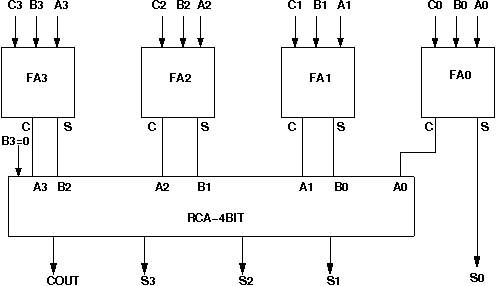 C3 B3 A3 C2 B2 A2 C1 B1 A1 C0 B0 A0
FA3 FA2 FA1 FA0
C S C S C S C S
B3=0
A3 B2 A2 B1 A1 B0 A0
RCA-4BIT
COUT S3 S2 S1 S0